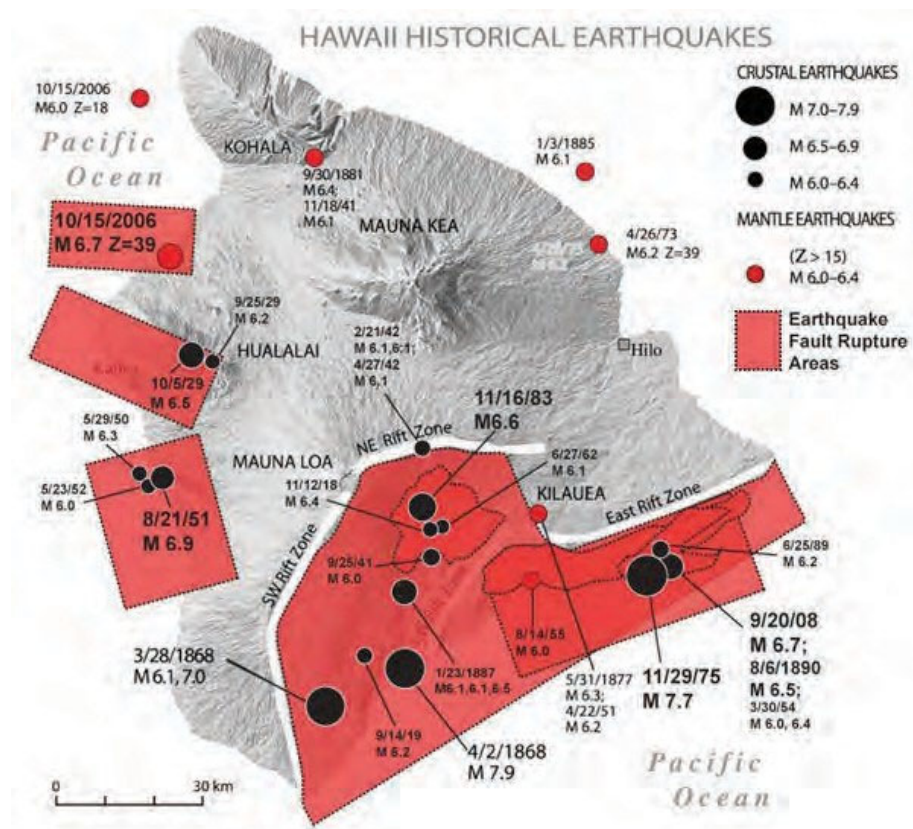 HAWAII HISTORICAL EARTHQUAKES
CRUSTAL EARTHQUAKES
M 7.0–7.9
M 6.5–6.9
M 6.0–6.4
MANTLE EARTHQUAKES
(Z > 15)
M 6.0–6.4
Earthquake
Fault Rupture
Areas
10/15/2006
M6.0 Z=18
Pacific
Ocean
KOHALA
9/30/1881
M 6.4;
11/18/41
M 6.1
1/3/1885
M 6.1
MAUNA KEA
4/26/73
M6.2 Z=39
10/15/2006
M 6.7 Z=39
9/25/29
M 6.2
HUALALAI
10/5/29
M 6.5
2/21/42
M 6.1,6.1;
4/27/42
M 6.1
Hilo
11/16/83
M6.6
5/29/50
M 6.3
5/23/52
M 6.0
8/21/51
M 6.9
NE Rift Zone
MAUNA LOA
11/12/18
M 6.4
6/27/62
M 6.1
KILAUEA
East Rift Zone
SW Rift Zone
9/25/41
M 6.0
6/25/89
M 6.2
8/14/55
M 6.0
9/20/08
M 6.7;
8/6/1890
M 6.5;
3/30/54
M 6.0, 6.4
3/28/1868
M 6.1, 7.0
1/23/1887
M6.1,6.1,6.5
5/31/1877
M 6.3;
4/22/51
M 6.2
11/29/75
M 7.7
9/14/19
M 6.2
4/2/1868
M 7.9
0 30 km
Pacific
Ocean